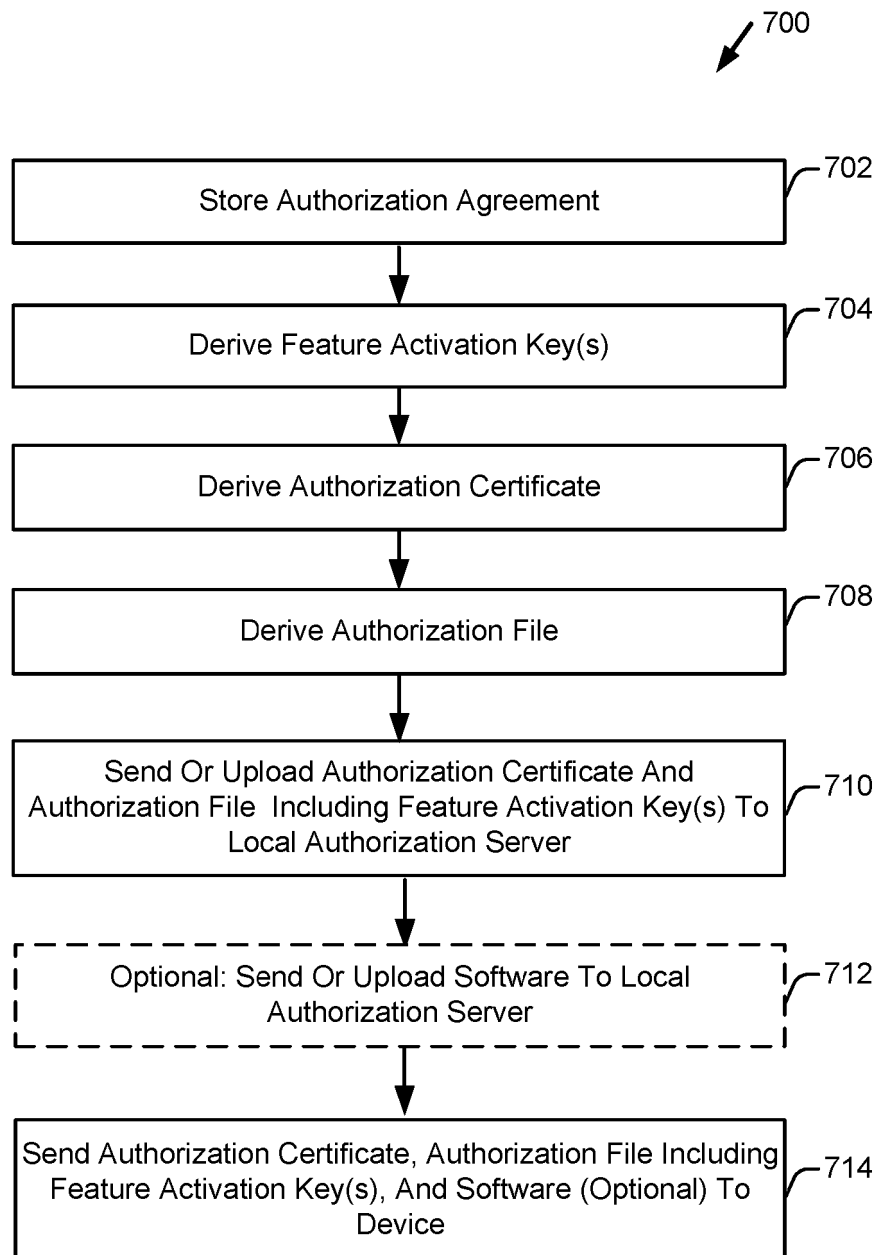 700
702
Store Authorization Agreement
704
Derive Feature Activation Key(s)
706
Derive Authorization Certificate
708
Derive Authorization File
Send Or Upload Authorization Certificate And
Authorization File Including Feature Activation Key(s) To
Local Authorization Server
710
Optional: Send Or Upload Software To Local
Authorization Server
712
Send Authorization Certificate, Authorization File Including
Feature Activation Key(s), And Software (Optional) To
Device
714